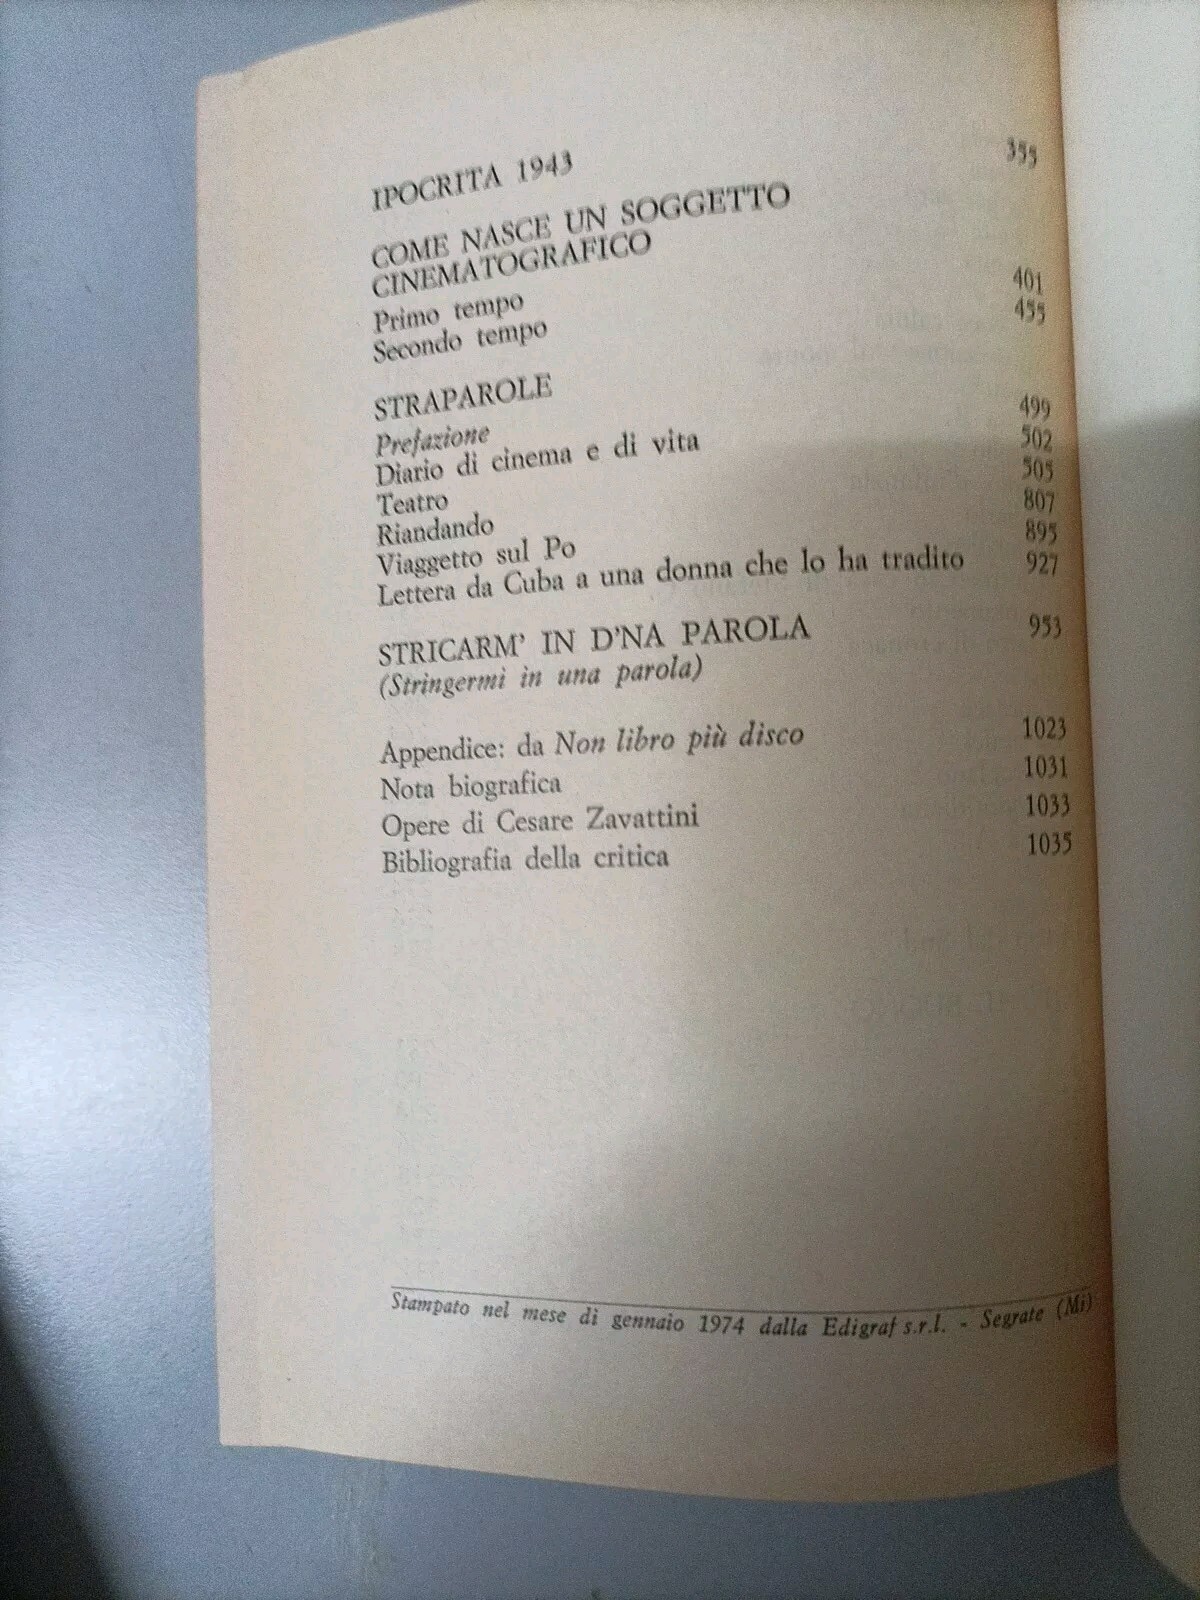 IPOCRITA 1943 355
COME NASCE UN SOGGETTO
CINEMATOGRAFICO
Primo tempo 401
Secondo tempo 455
STRAPAROLE
Prefazione 499
Diario di cinema e di vita 502
Teatro 505
Riandando 807
Viaggetto sul Po 895
Lettera da Cuba a una donna che lo ha tradito 927
STRICARM' IN D'NA PAROLA 953
(Stringermi in una parola)
Appendice: da Non libro più disco 1023
Nota biografica 1031
Opere di Cesare Zavattini 1033
Bibliografia della critica 1035
Stampato nel mese di gennaio 1974 dalla Edigraf s.r.l. - Segrate (Mi)